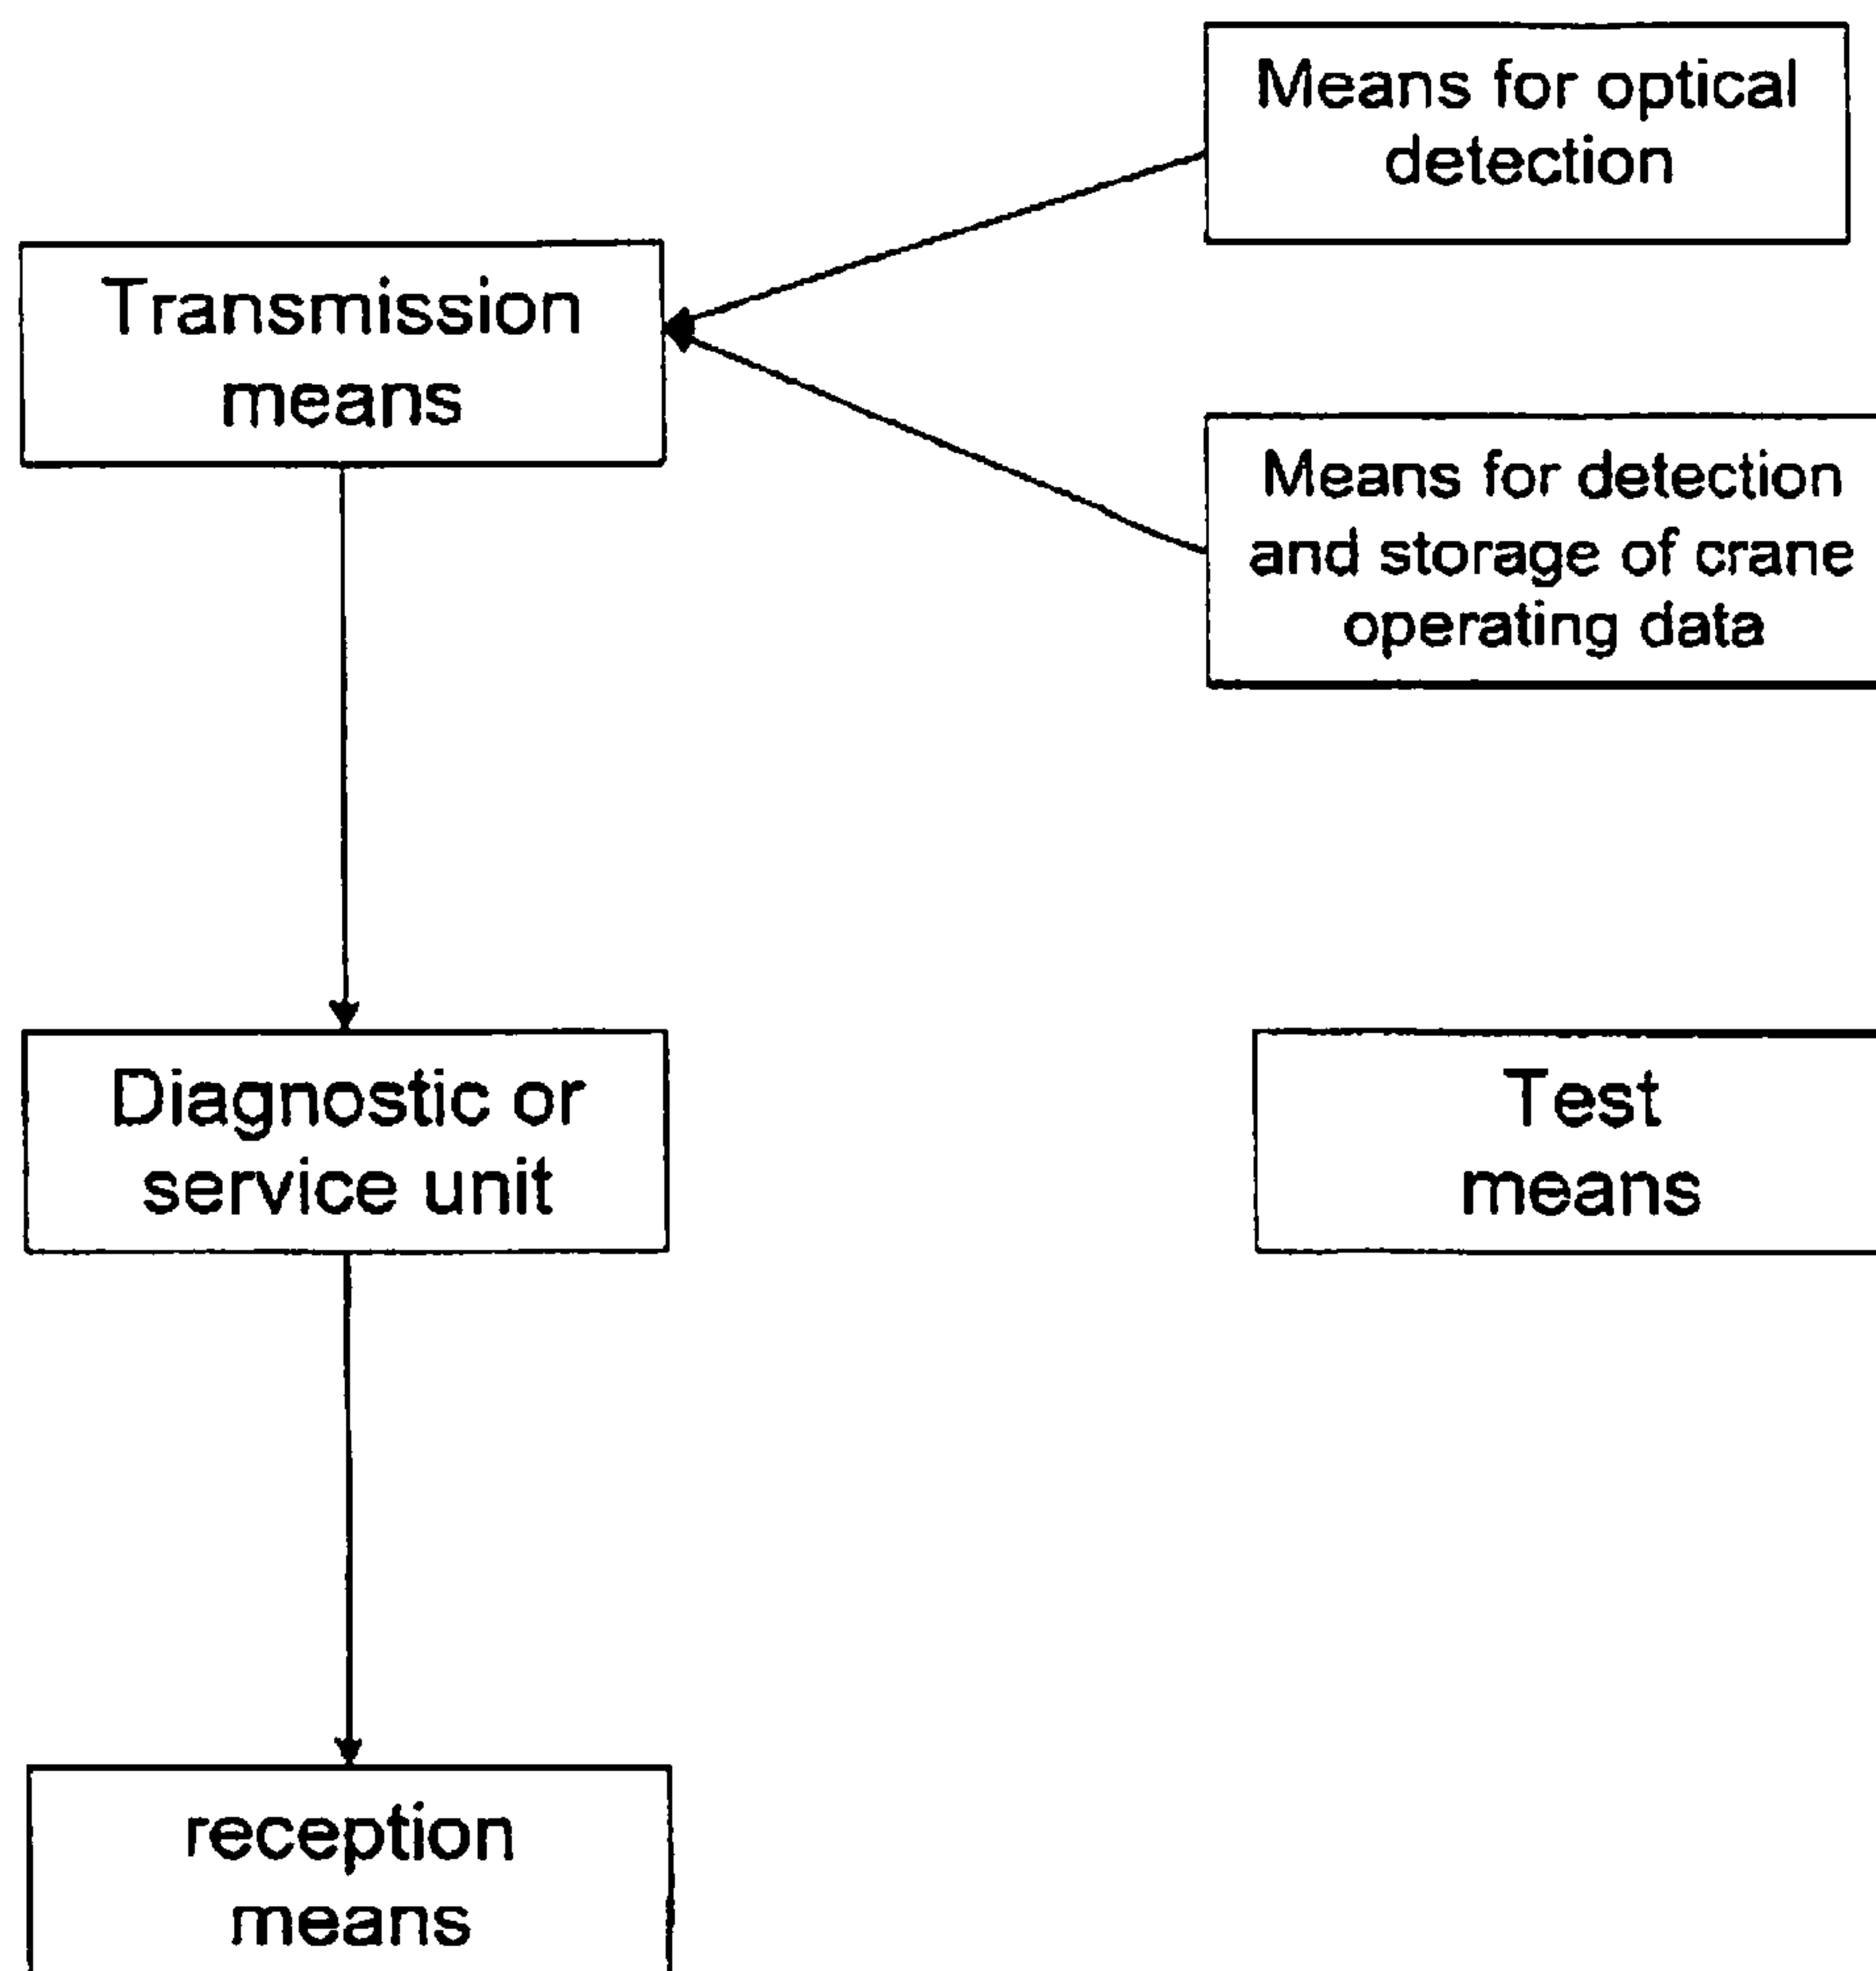 Means for optical
detection
Transmission
means
Means for detection
and storage of crane
operating data
Diagnostic or
service unit
Test
means
reception
means